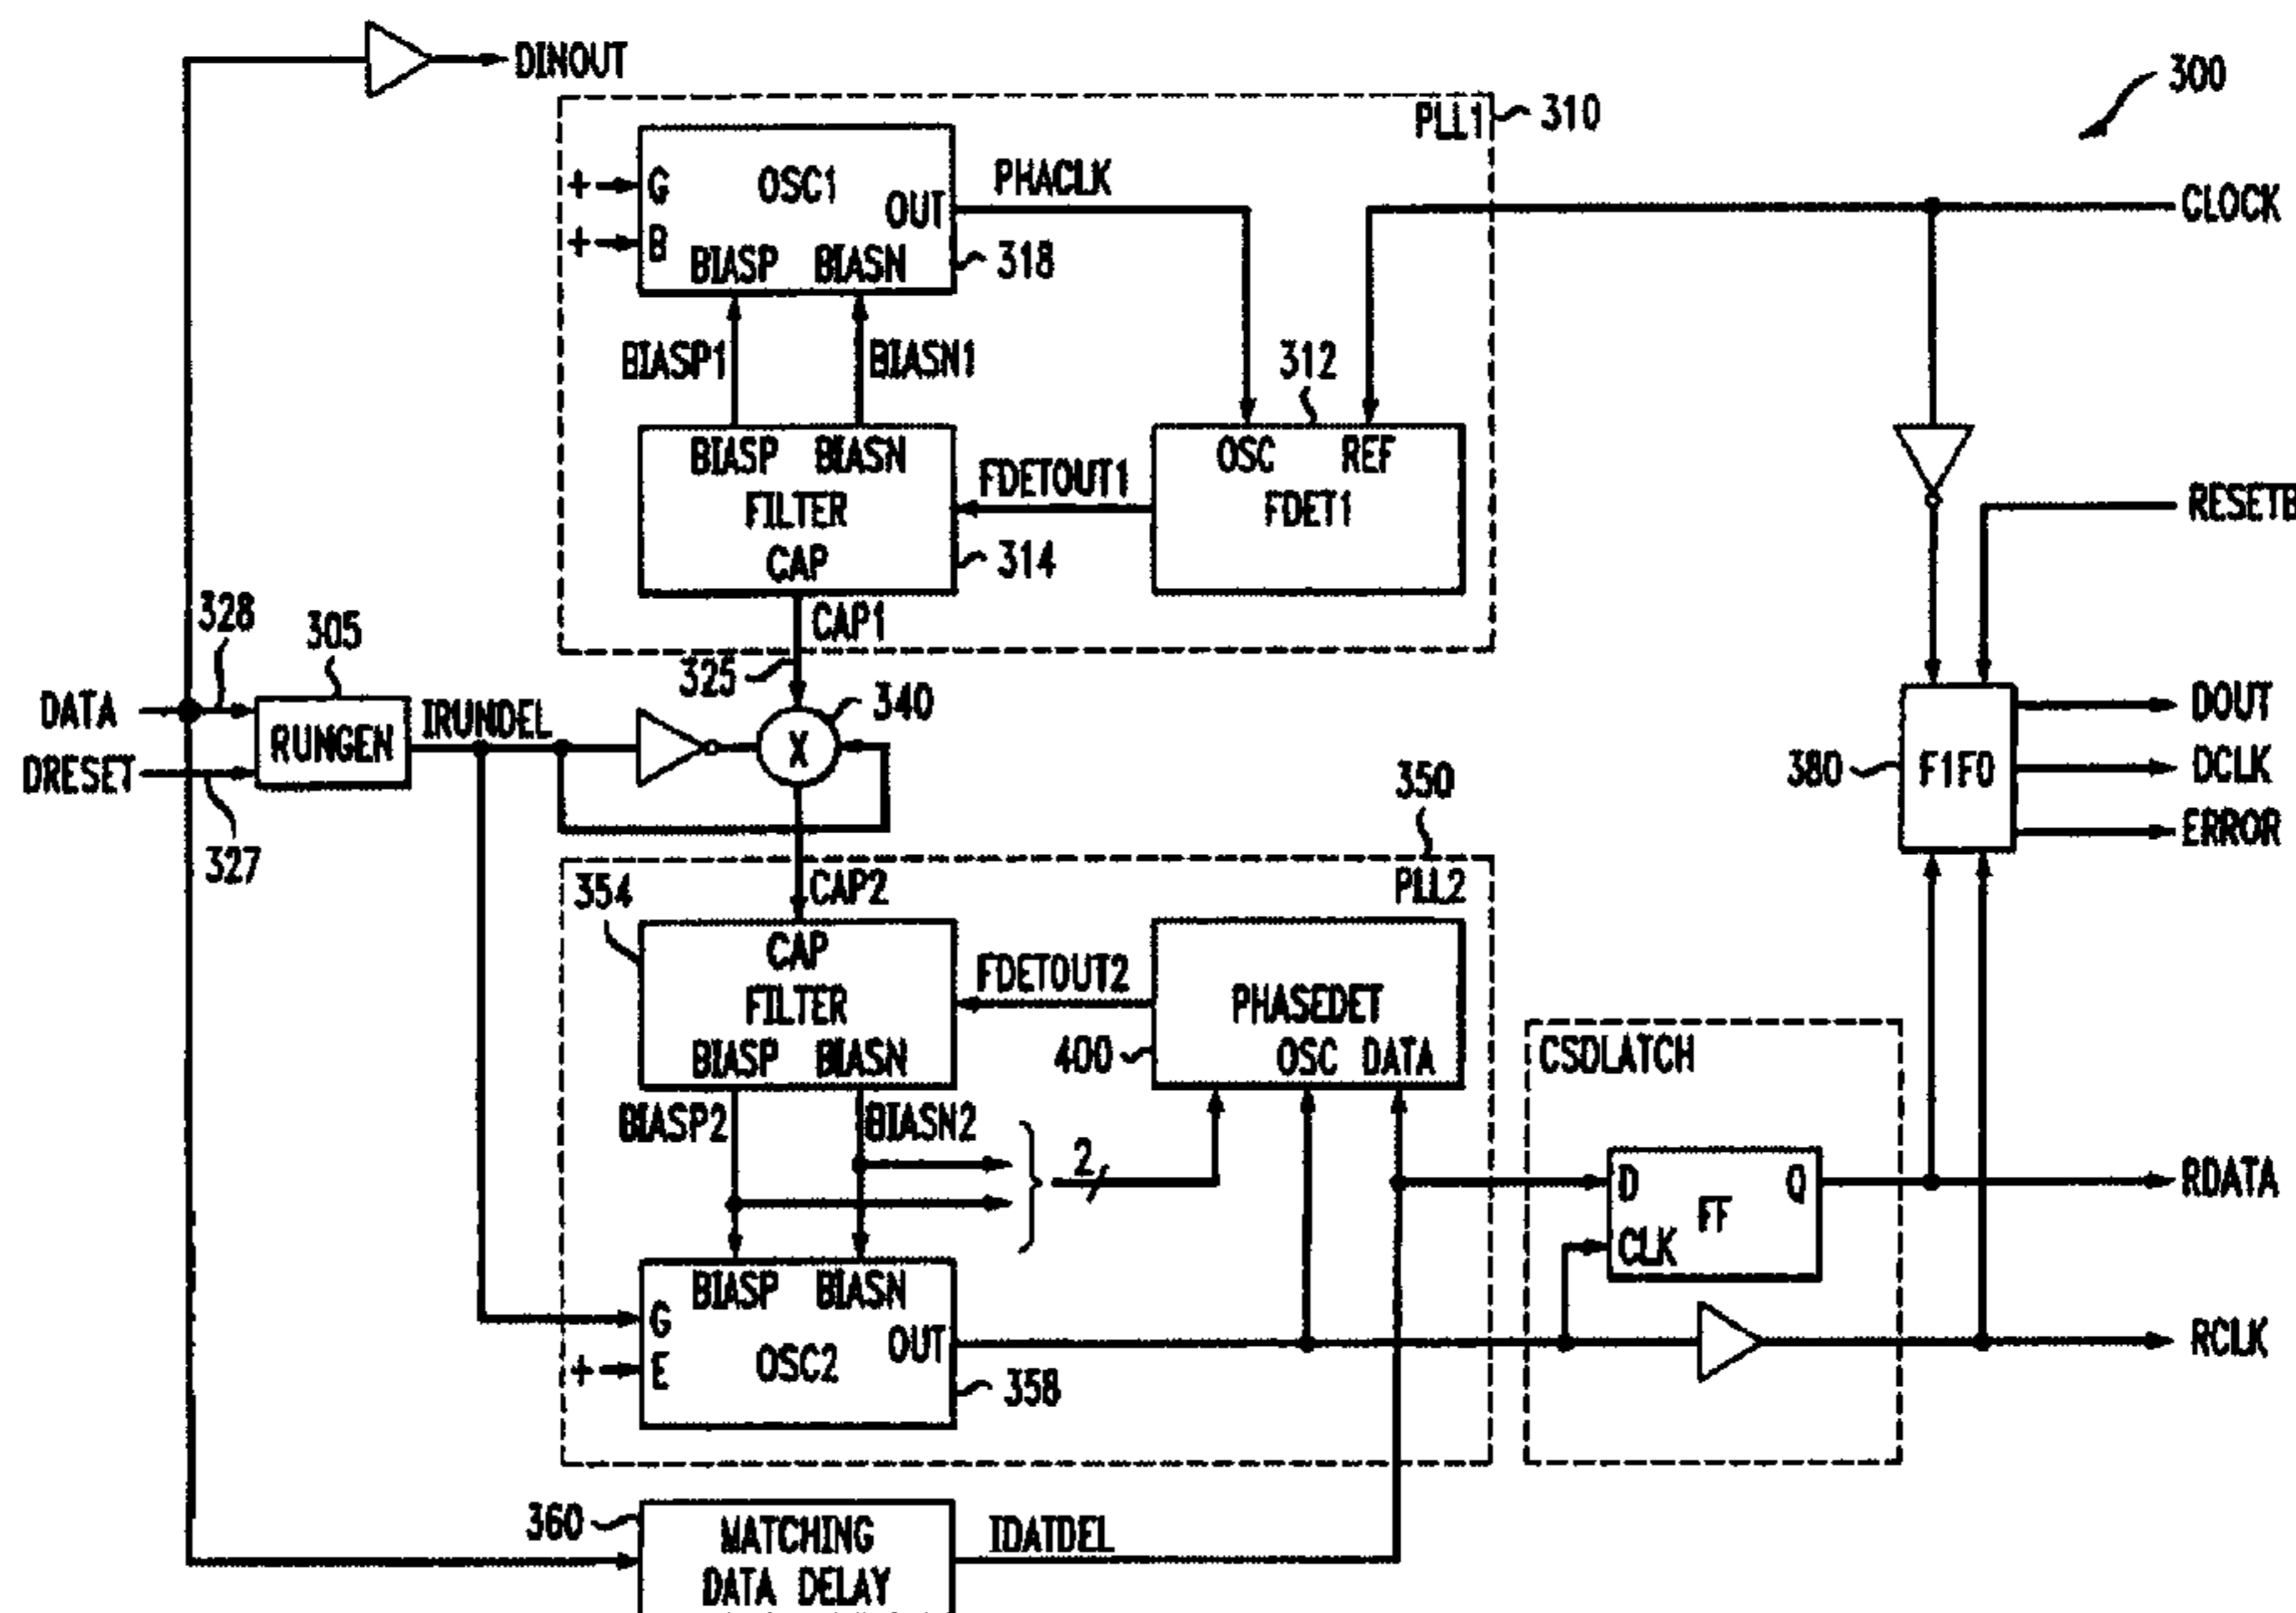 DINOUT
300
PLL1
310
G
OSC1
OUT
B
BIASP BIASN
318
PHACLK
CLOCK
BIASP1
BIASN1
312
BIASP BIASN
FILTER
CAP
314
FDETOUT1
OSC REF
FDET1
RESETB
CAP1
325
328
305
DATA
DRESET
RUNGEN
IRUNDEL
327
X
340
380
F1F0
DOUT
DCLK
ERROR
350
PLL2
354
CAP2
CAP
FILTER
BIASP BIASN
FDETOUT2
PHASEDET
400
OSC DATA
CSDLATCH
BIASP2
BIASN2
2
D
Q
FF
CLK
RDATA
BIASP BIASN
G
OUT
E
OSC2
358
RCLK
360
MATCHING
DATA DELAY
IDATDEL